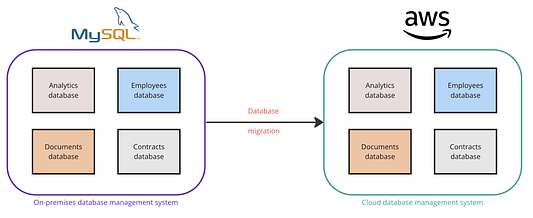 MySQL
aws
Analytics
database
Employees
database
Documents
database
Contracts
database
Database
migration
Analytics
database
Employees
database
Documents
database
Contracts
database
On-premises database management system
Cloud database management system